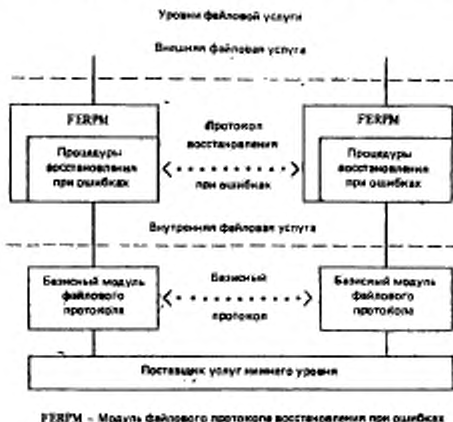 Уровни файловой услуги
Внешняя файловая услуга
FERPM
FERPM
Процедуры
восстановления
при ошибках
Протокол
восстановления
при ошибках
Процедуры
восстановления
при ошибках
Внутренняя файловая услуга
Базисный модуль
файлового
протокола
Базисный
протокол
Базисный модуль
файлового
протокола
Поставщик услуг нижнего уровня
FERPM – Модуль файлового протокола восстановления при ошибках